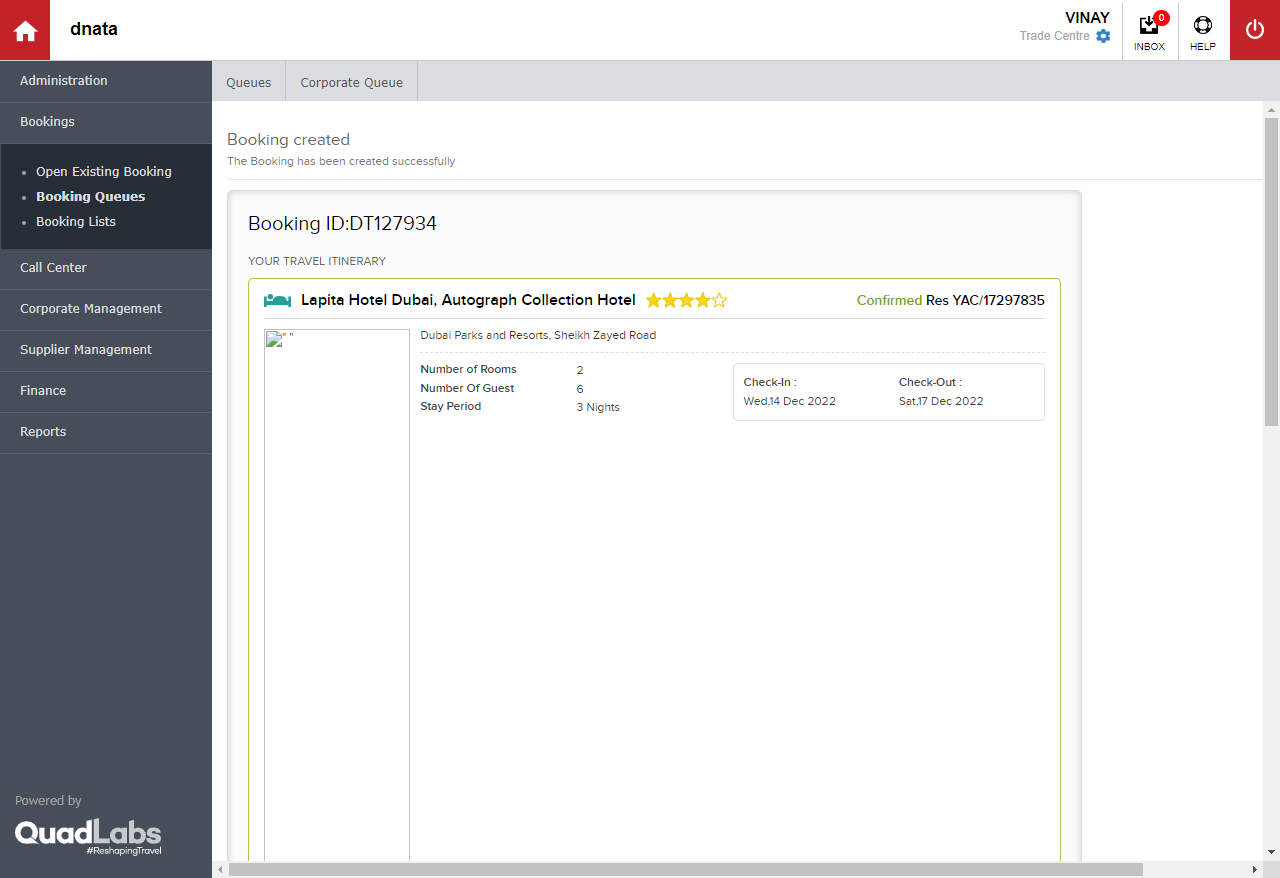 dnata
VINAY
Trade Centre
0
INBOX
HELP
Administration
Bookings
Open Existing Booking
Booking Queues
Booking Lists
Call Center
Corporate Management
Supplier Management
Finance
Reports
Powered by
QuadLabs
#ReshapingTravel
Queues
Corporate Queue
Booking created
The Booking has been created successfully
Booking ID:DT127934
YOUR TRAVEL ITINERARY
Lapita Hotel Dubai, Autograph Collection Hotel
Confirmed Res YAC/17297835
" "
Dubai Parks and Resorts, Sheikh Zayed Road
Number of Rooms 2
Number Of Guest 6
Stay Period 3 Nights
Check-In : Check-Out :
Wed,14 Dec 2022 Sat,17 Dec 2022